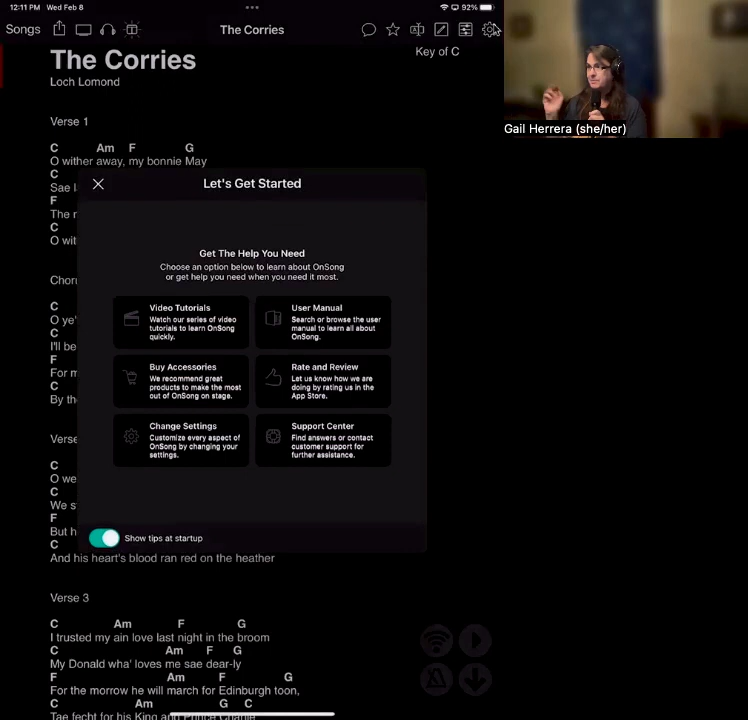 12:11 PM Wed Feb 8
92%
Songs
The Corries
The Corries
Key of C
Loch Lomond
Gail Herrera (she/her)
Verse 1
C Am F G
O wither away, my bonnie May
C
Sae l
F
The r
C
O wit
Chor
C
O ye'
C
I'll be
F
For m
C
By th
Verse
C
O we
C
We s
F
But h
C
And his heart's blood ran red on the heather
Let's Get Started
Get The Help You Need
Choose an option below to learn about OnSong
or get help you need when you need it most.
Video Tutorials
Watch our series of video
tutorials to learn OnSong
quickly.
User Manual
Search or browse the user
manual to learn all about
OnSong.
Buy Accessories
We recommend great
products to make the most
out of OnSong on stage.
Rate and Review
Let us know how we are
doing by rating us in the
App Store.
Change Settings
Customize every aspect of
OnSong by changing your
settings.
Support Center
Find answers or contact
customer support for
further assistance.
Show tips at startup
Verse 3
C Am F G
I trusted my ain love last night in the broom
C Am F G
My Donald wha' loves me sae dear-ly
F Am F G
For the morrow he will march for Edinburgh toon,
C Am G C
Tae fecht for his King and Prince Charlie